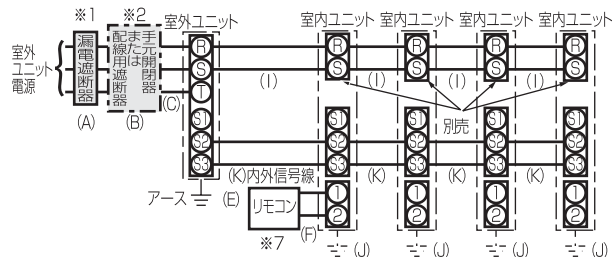 ※1
※2
室外ユニット
室内ユニット
室内ユニット
室内ユニット
室内ユニット
室外
ユニット
電源
漏電遮断器
手元開閉器
または
配線用遮断器
(A)
(B)
(C)
R
S
T
S1
S2
S3
R
S
R
S
R
S
R
S
(I)
(I)
(I)
(I)
別売
S1
S2
S3
S1
S2
S3
S1
S2
S3
S1
S2
S3
(K)内外信号線
(K)
(K)
(K)
アース
(E)
リモコン
(F)
※7
1
2
1
2
1
2
1
2
(J)
(J)
(J)
(J)